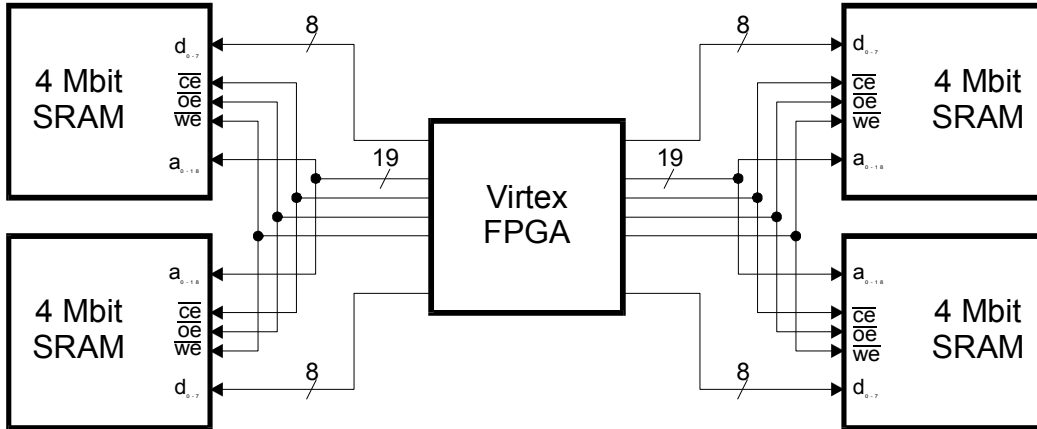 8
8
d₀₋₇
d₀₋₇
4 Mbit
SRAM
ce
oe
we
ce
oe
we
4 Mbit
SRAM
a₀₋₁₈
19
19
a₀₋₁₈
Virtex
FPGA
a₀₋₁₈
a₀₋₁₈
4 Mbit
SRAM
ce
oe
we
ce
oe
we
4 Mbit
SRAM
d₀₋₇
8
8
d₀₋₇